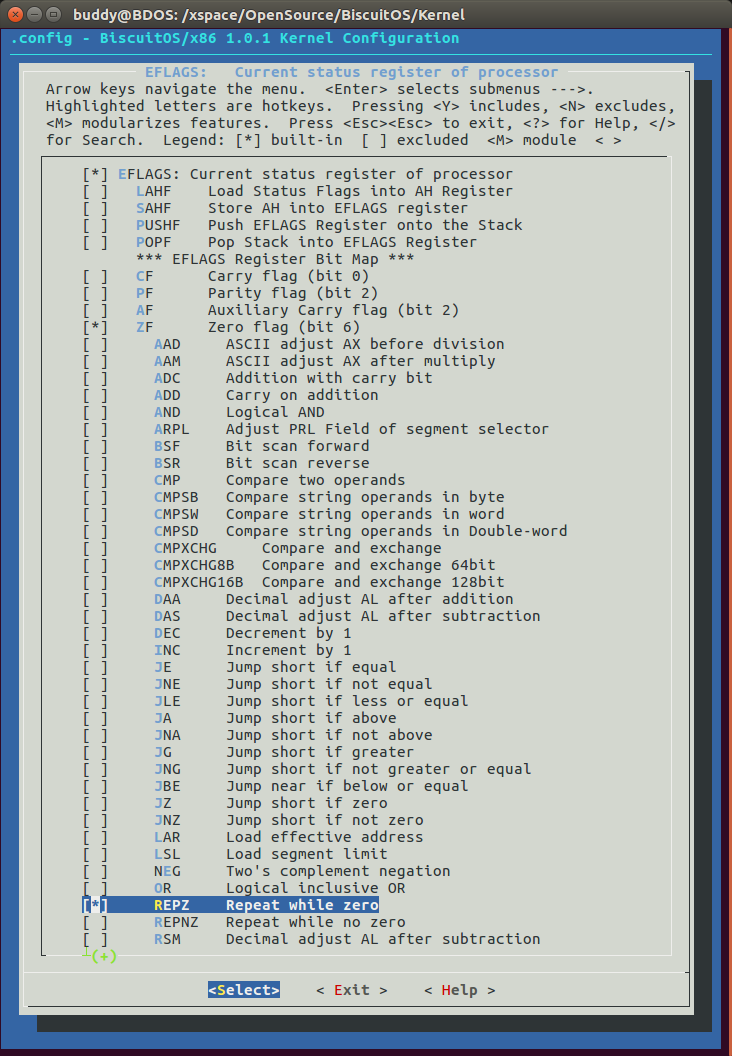 buddy@BDOS: /xspace/OpenSource/BiscuitOS/Kernel
.config - BiscuitOS/x86 1.0.1 Kernel Configuration
EFLAGS:   Current status register of processor
Arrow keys navigate the menu.  <Enter> selects submenus --->.
Highlighted letters are hotkeys.  Pressing <Y> includes, <N> excludes,
<M> modularizes features.  Press <Esc><Esc> to exit, <?> for Help, </>
for Search.  Legend: [*] built-in  [ ] excluded  <M> module  < >
[*] EFLAGS: Current status register of processor
[ ]   LAHF    Load Status Flags into AH Register
[ ]   SAHF    Store AH into EFLAGS register
[ ]   PUSHF   Push EFLAGS Register onto the Stack
[ ]   POPF    Pop Stack into EFLAGS Register
      *** EFLAGS Register Bit Map ***
[ ]   CF      Carry flag (bit 0)
[ ]   PF      Parity flag (bit 2)
[ ]   AF      Auxiliary Carry flag (bit 2)
[*]   ZF      Zero flag (bit 6)
[ ]     AAD     ASCII adjust AX before division
[ ]     AAM     ASCII adjust AX after multiply
[ ]     ADC     Addition with carry bit
[ ]     ADD     Carry on addition
[ ]     AND     Logical AND
[ ]     ARPL    Adjust PRL Field of segment selector
[ ]     BSF     Bit scan forward
[ ]     BSR     Bit scan reverse
[ ]     CMP     Compare two operands
[ ]     CMPSB   Compare string operands in byte
[ ]     CMPSW   Compare string operands in word
[ ]     CMPSD   Compare string operands in Double-word
[ ]     CMPXCHG     Compare and exchange
[ ]     CMPXCHG8B   Compare and exchange 64bit
[ ]     CMPXCHG16B  Compare and exchange 128bit
[ ]     DAA     Decimal adjust AL after addition
[ ]     DAS     Decimal adjust AL after subtraction
[ ]     DEC     Decrement by 1
[ ]     INC     Increment by 1
[ ]     JE      Jump short if equal
[ ]     JNE     Jump short if not equal
[ ]     JLE     Jump short if less or equal
[ ]     JA      Jump short if above
[ ]     JNA     Jump short if not above
[ ]     JG      Jump short if greater
[ ]     JNG     Jump short if not greater or equal
[ ]     JBE     Jump near if below or equal
[ ]     JZ      Jump short if zero
[ ]     JNZ     Jump short if not zero
[ ]     LAR     Load effective address
[ ]     LSL     Load segment limit
[ ]     NEG     Two's complement negation
[ ]     OR      Logical inclusive OR
[*]     REPZ    Repeat while zero
[ ]     REPNZ   Repeat while no zero
[ ]     RSM     Decimal adjust AL after subtraction
(+)
<Select>    < Exit >    < Help >